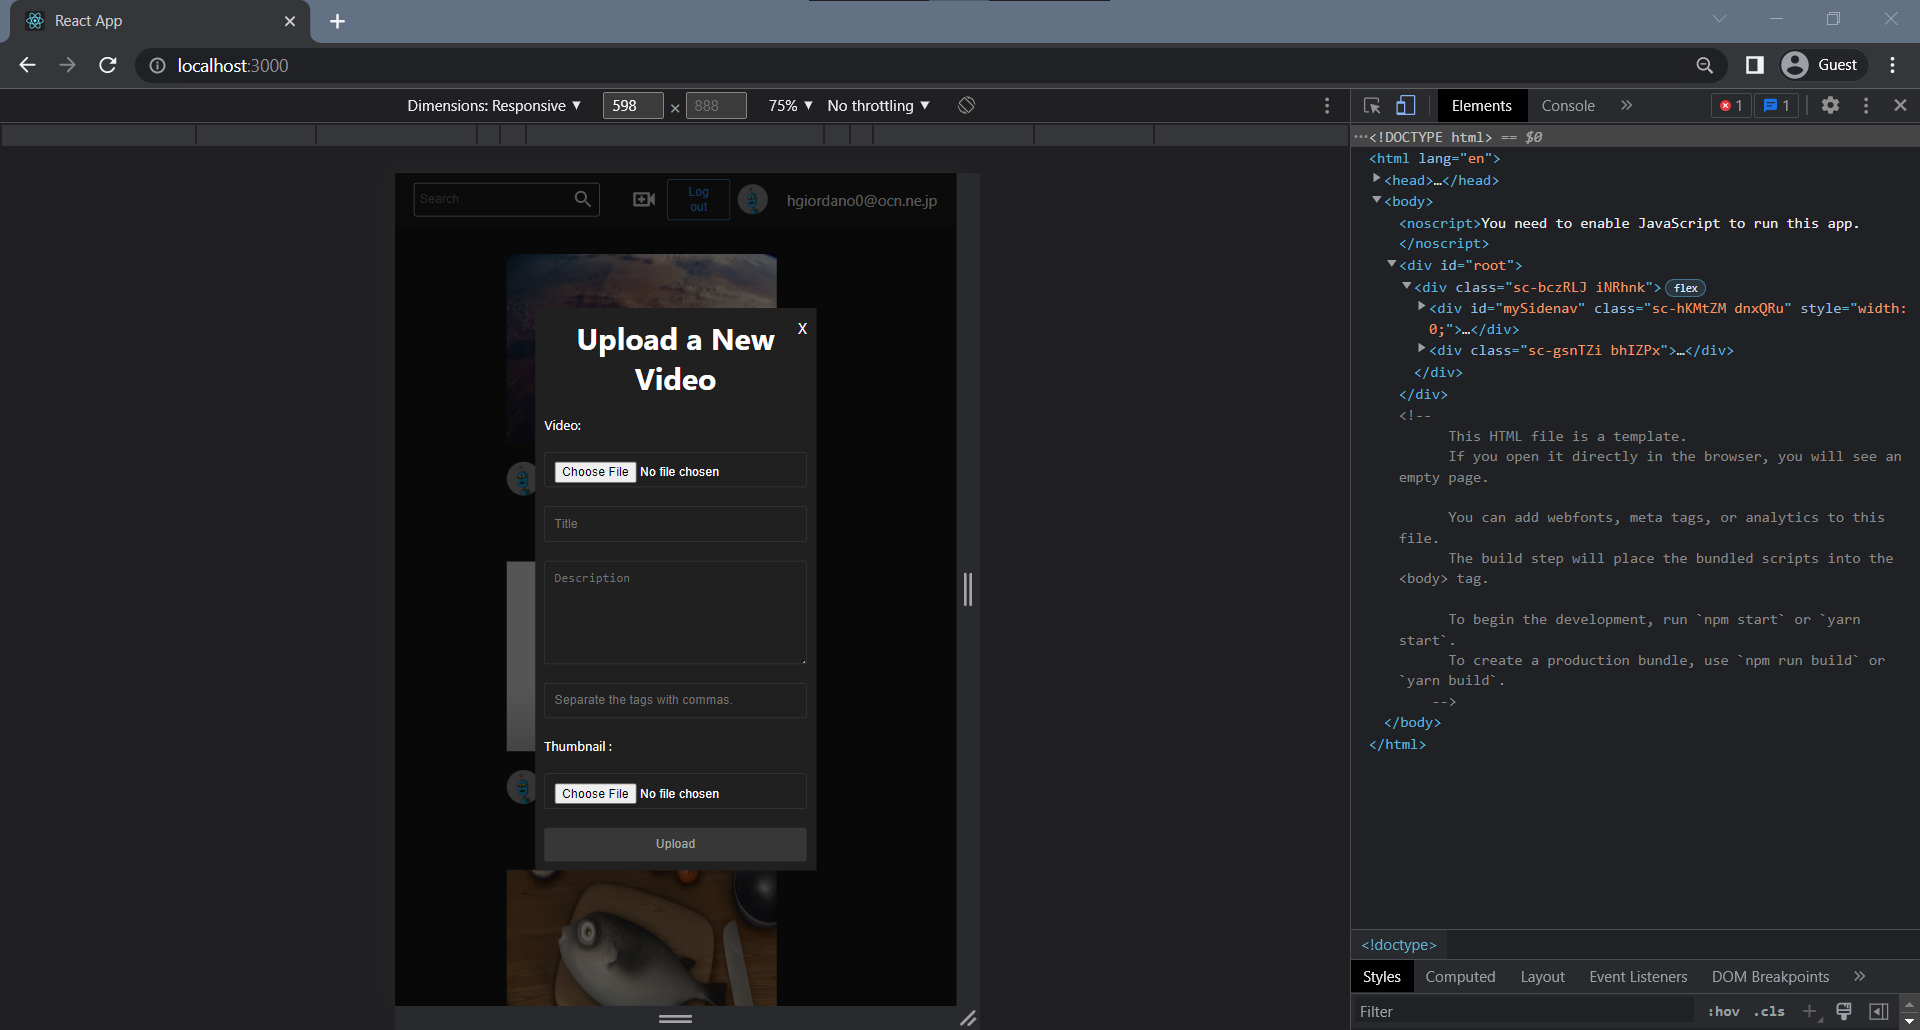 React App
localhost:3000
Guest
Dimensions: Responsive ▼ 598 × 888 75% ▼ No throttling ▼
Elements Console » 1 1
Search
Log
out
hgiordano0@ocn.ne.jp
Upload a New
Video
X
Video:
Choose File No file chosen
Title
Description
Separate the tags with commas.
Thumbnail :
Choose File No file chosen
Upload
···<!DOCTYPE html> == $0
<html lang="en">
<head>…</head>
<body>
<noscript>You need to enable JavaScript to run this app.
</noscript>
<div id="root">
<div class="sc-bczRLJ iNRhnk"> flex
<div id="mySidenav" class="sc-hKMtZM dnxQRu" style="width:
0;">…</div>
<div class="sc-gsnTZi bhIZPx">…</div>
</div>
</div>
<!--
This HTML file is a template.
If you open it directly in the browser, you will see an
empty page.
You can add webfonts, meta tags, or analytics to this
file.
The build step will place the bundled scripts into the
<body> tag.
To begin the development, run `npm start` or `yarn
start`.
To create a production bundle, use `npm run build` or
`yarn build`.
-->
</body>
</html>
<!doctype>
Styles Computed Layout Event Listeners DOM Breakpoints »
Filter :hov .cls